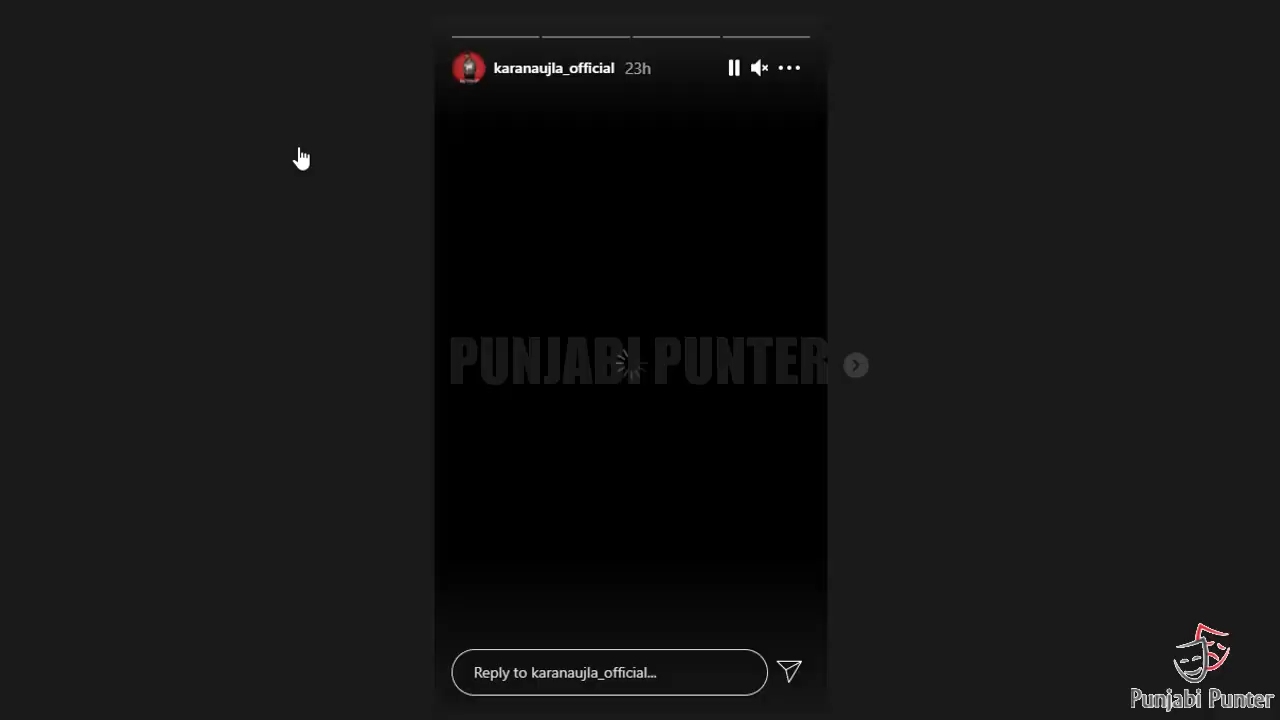 karanaujla_official 23h
PUNJABI PUNTER
Reply to karanaujla_official...
Punjabi Punter